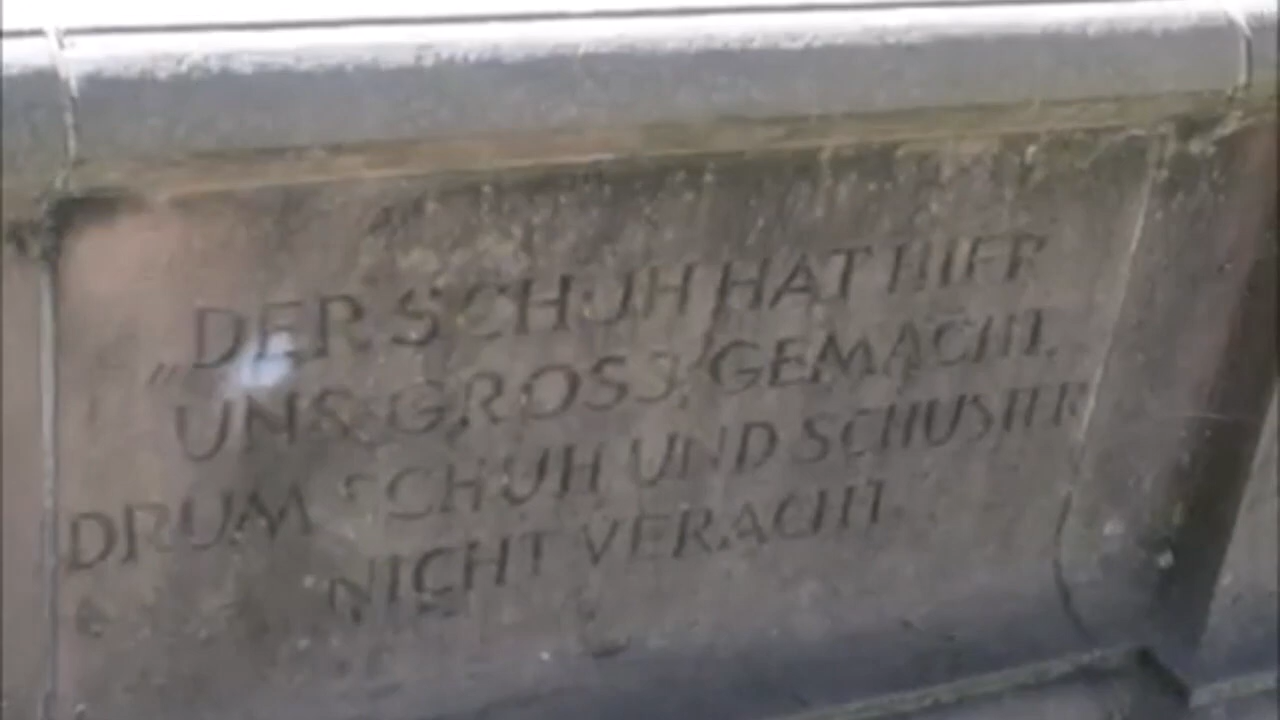 „DER SCHUH HAT HIER
UNS GROSS GEMACHT,
DRUM SCHUH UND SCHUSTER
NICHT VERACHT